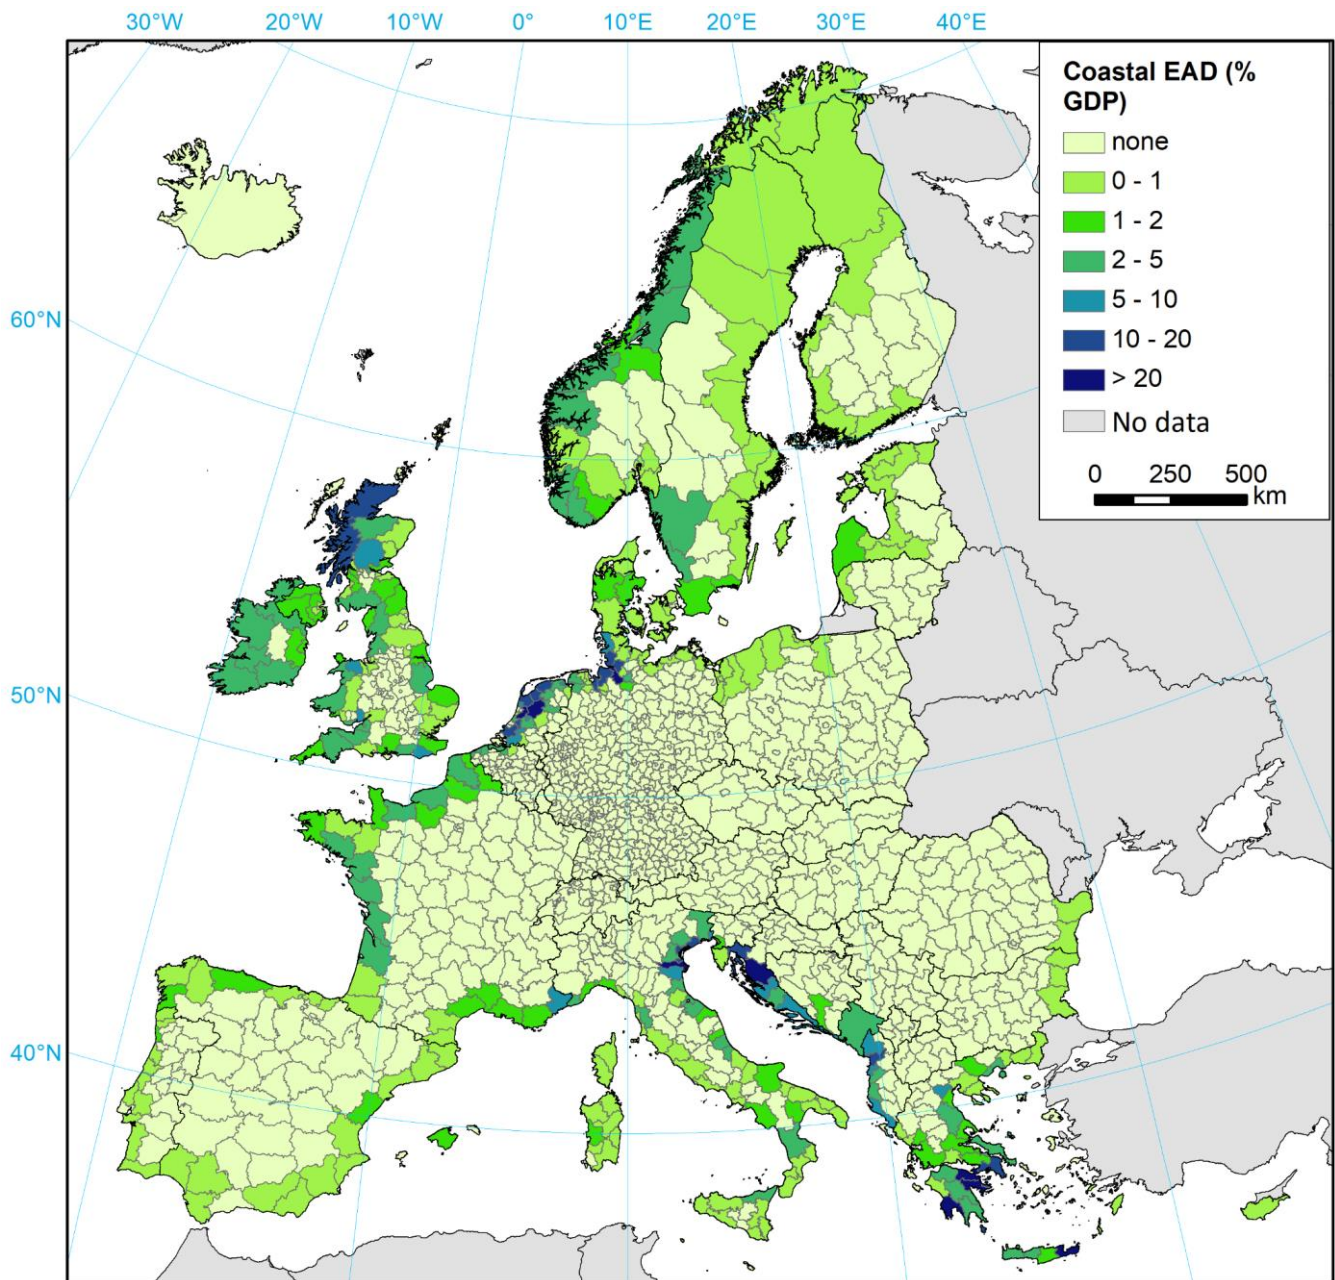 30°W 20°W 10°W 0° 10°E 20°E 30°E 40°E
Coastal EAD (%
GDP)
none
0 - 1
1 - 2
2 - 5
5 - 10
10 - 20
> 20
No data
0 250 500
km
60°N
50°N
40°N